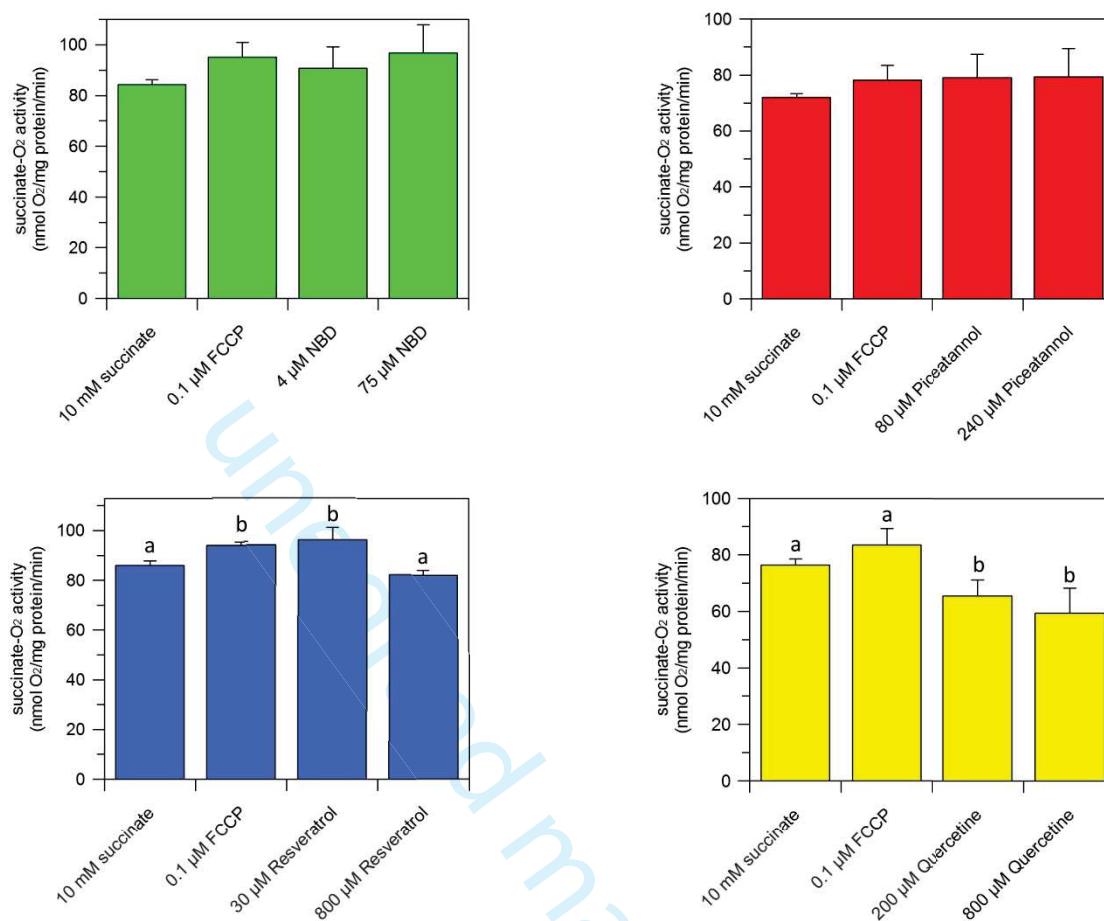 succinate-O2 activity
(nmol O2/mg protein/min)
100
80
60
40
20
0
10 mM succinate
0.1 µM FCCP
4 µM NBD
75 µM NBD
succinate-O2 activity
(nmol O2/mg protein/min)
100
80
60
40
20
0
10 mM succinate
0.1 µM FCCP
80 µM Piceatannol
240 µM Piceatannol
succinate-O2 activity
(nmol O2/mg protein/min)
100
80
60
40
20
0
a
b
b
a
10 mM succinate
0.1 µM FCCP
30 µM Resveratrol
800 µM Resveratrol
succinate-O2 activity
(nmol O2/mg protein/min)
100
80
60
40
20
0
a
a
b
b
10 mM succinate
0.1 µM FCCP
200 µM Quercetine
800 µM Quercetine